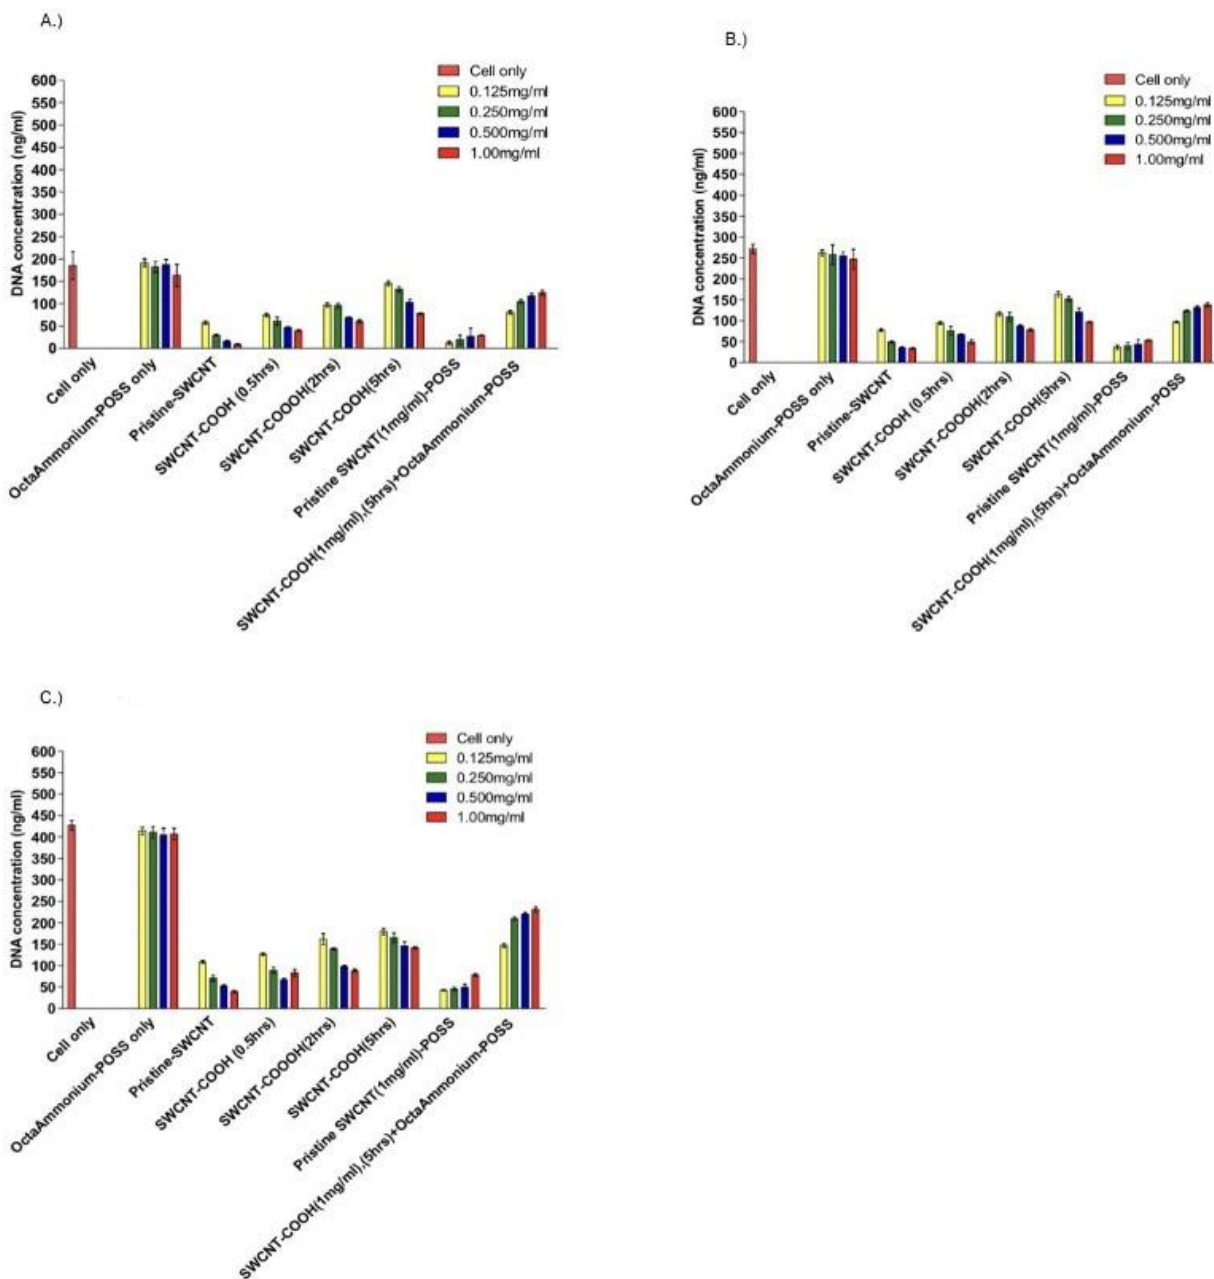 A.)
Cell only
0.125mg/ml
0.250mg/ml
0.500mg/ml
1.00mg/ml
DNA concentration (ng/ml)
600
550
500
450
400
350
300
250
200
150
100
50
0
Cell only
OctaAmmonium-POSS only
Pristine-SWCNT
SWCNT-COOH (0.5hrs)
SWCNT-COOOH(2hrs)
SWCNT-COOH(5hrs)
Pristine SWCNT(1mg/ml)-POSS
SWCNT-COOH(1mg/ml),(5hrs)+OctaAmmonium-POSS
B.)
Cell only
0.125mg/ml
0.250mg/ml
0.500mg/ml
1.00mg/ml
DNA concentration (ng/ml)
600
550
500
450
400
350
300
250
200
150
100
50
0
Cell only
OctaAmmonium-POSS only
Pristine-SWCNT
SWCNT-COOH (0.5hrs)
SWCNT-COOOH(2hrs)
SWCNT-COOH(5hrs)
Pristine SWCNT(1mg/ml)-POSS
SWCNT-COOH(1mg/ml),(5hrs)+OctaAmmonium-POSS
C.)
Cell only
0.125mg/ml
0.250mg/ml
0.500mg/ml
1.00mg/ml
DNA concentration (ng/ml)
600
550
500
450
400
350
300
250
200
150
100
50
0
Cell only
OctaAmmonium-POSS only
Pristine-SWCNT
SWCNT-COOH (0.5hrs)
SWCNT-COOOH(2hrs)
SWCNT-COOH(5hrs)
Pristine SWCNT(1mg/ml)-POSS
SWCNT-COOH(1mg/ml),(5hrs)+OctaAmmonium-POSS